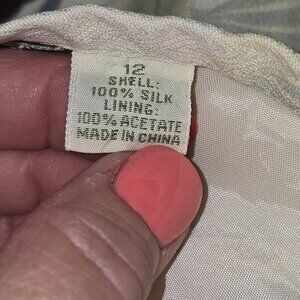 12
SHELL:
100% SILK
LINING:
100% ACETATE
MADE IN CHINA